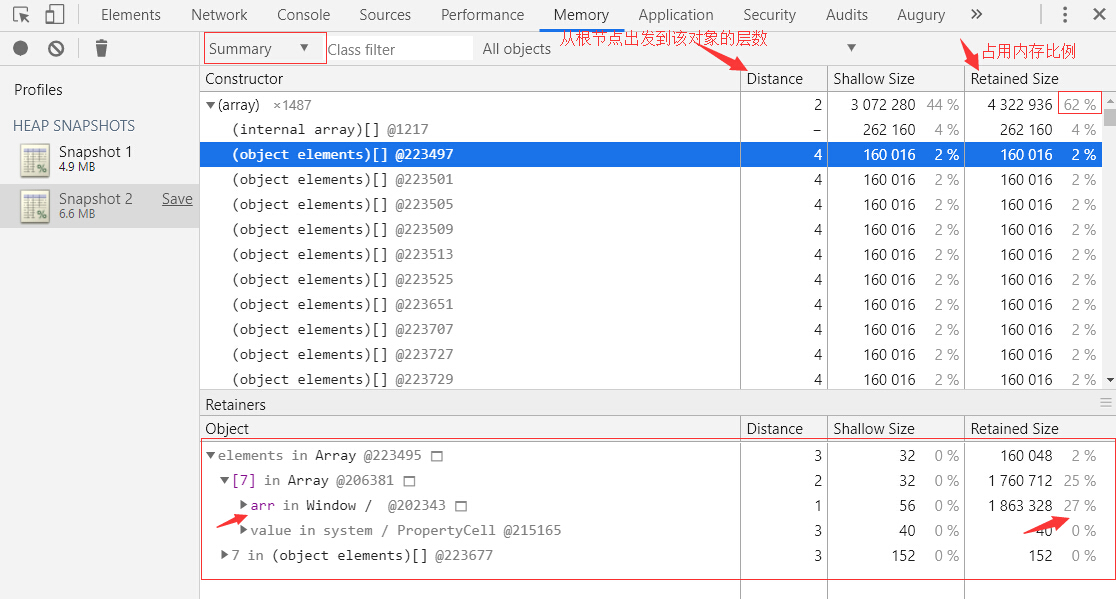 Elements Network Console Sources Performance Memory Application Security Audits Augury »
Summary ▼ Class filter All objects ▼
从根节点出发到该对象的层数
占用内存比例
Profiles
HEAP SNAPSHOTS
Snapshot 1
4.9 MB
Snapshot 2 Save
6.6 MB
Constructor Distance Shallow Size Retained Size
▼(array) ×1487 2 3 072 280 44 % 4 322 936 62 %
(internal array)[] @1217 – 262 160 4 % 262 160 4 %
(object elements)[] @223497 4 160 016 2 % 160 016 2 %
(object elements)[] @223501 4 160 016 2 % 160 016 2 %
(object elements)[] @223505 4 160 016 2 % 160 016 2 %
(object elements)[] @223509 4 160 016 2 % 160 016 2 %
(object elements)[] @223513 4 160 016 2 % 160 016 2 %
(object elements)[] @223525 4 160 016 2 % 160 016 2 %
(object elements)[] @223651 4 160 016 2 % 160 016 2 %
(object elements)[] @223707 4 160 016 2 % 160 016 2 %
(object elements)[] @223727 4 160 016 2 % 160 016 2 %
(object elements)[] @223729 4 160 016 2 % 160 016 2 %
Retainers
Object Distance Shallow Size Retained Size
▼elements in Array @223495 3 32 0 % 160 048 2 %
▼[7] in Array @206381 2 32 0 % 1 760 712 25 %
▶arr in Window / @202343 1 56 0 % 1 863 328 27 %
▶value in system / PropertyCell @215165 3 40 0 % 40 0 %
▶7 in (object elements)[] @223677 3 152 0 % 152 0 %